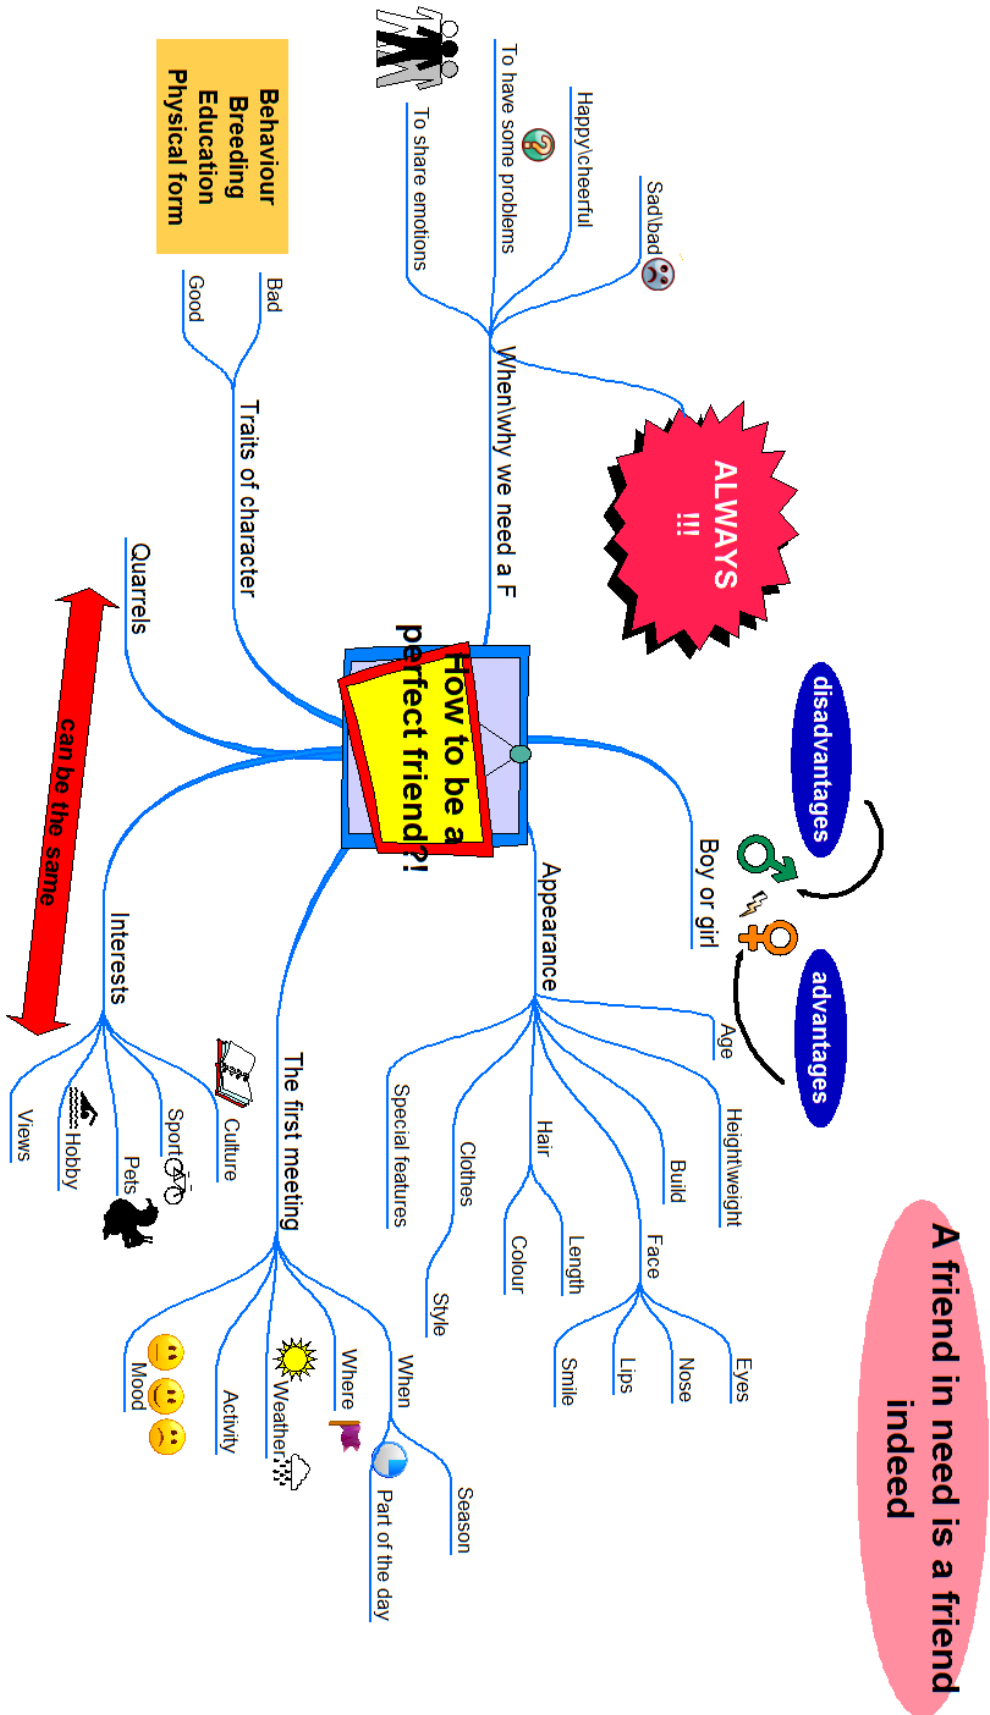 A friend in need is a friend
indeed
disadvantages
advantages
ALWAYS
!!!
Boy or girl
Sad\bad
Happy\cheerful
To have some problems
To share emotions
When\why we need a F
Appearance
Age
Height\weight
Build
Face
Eyes
Nose
Lips
Smile
Hair
Length
Colour
Clothes
Style
Special features
How to be a
perfect friend?!
The first meeting
When
Season
Part of the day
Where
Weather
Activity
Mood
Behaviour
Breeding
Education
Physical form
Bad
Good
Traits of character
Quarrels
can be the same
Interests
Culture
Sport
Pets
Hobby
Views